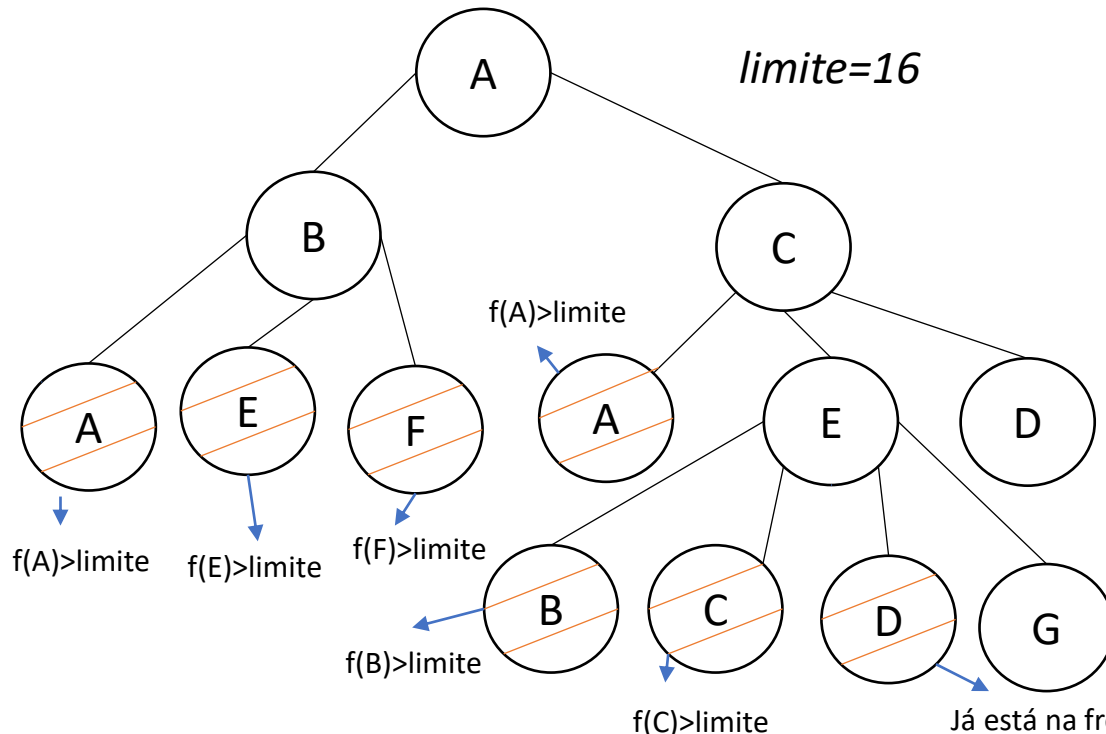 limite=16
A
B
C
f(A)>limite
A
E
F
A
E
D
f(A)>limite
f(E)>limite
f(F)>limite
B
C
D
G
f(B)>limite
f(C)>limite
Já está na